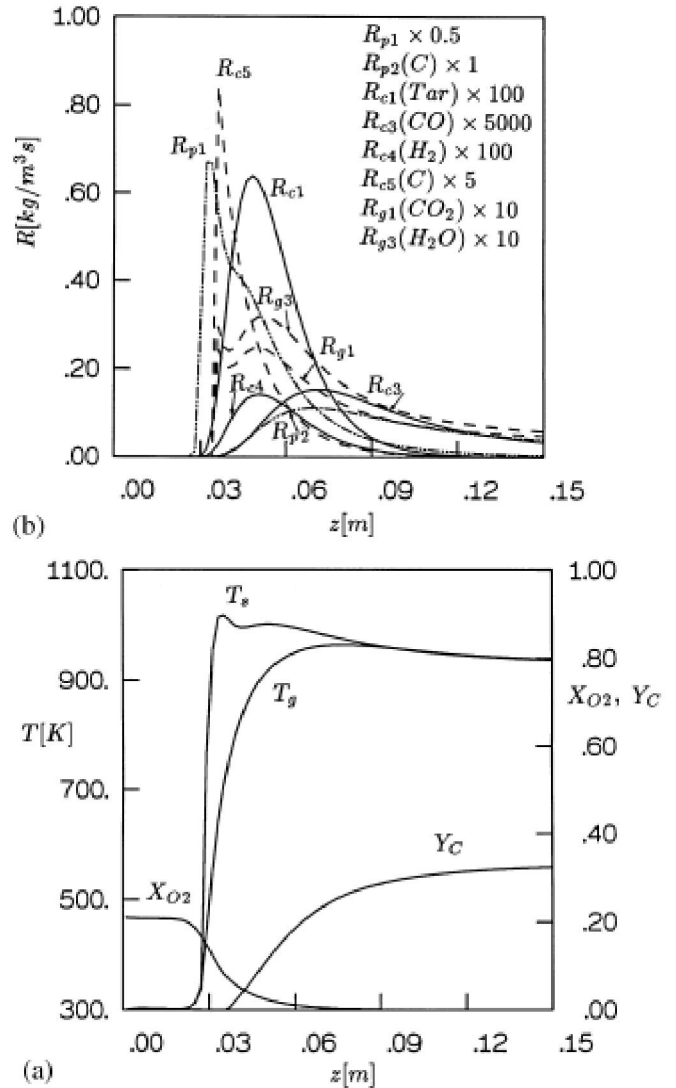 1.00
.80
.60
.40
.20
.00
R[kg/m³s]
R_{c5}
R_{p1}
R_{c1}
R_{g3}
R_{g1}
R_{c4}
R_{c3}
R_{p2}
R_{p1} × 0.5
R_{p2}(C) × 1
R_{c1}(Tar) × 100
R_{c3}(CO) × 5000
R_{c4}(H_2) × 100
R_{c5}(C) × 5
R_{g1}(CO_2) × 10
R_{g3}(H_2O) × 10
.00 .03 .06 .09 .12 .15
z[m]
(b)
1100.
900.
T[K]
700.
500.
300.
T_s
T_g
Y_C
X_{O2}
1.00
.80
X_{O2}, Y_C
.60
.40
.20
.00
.00 .03 .06 .09 .12 .15
z[m]
(a)